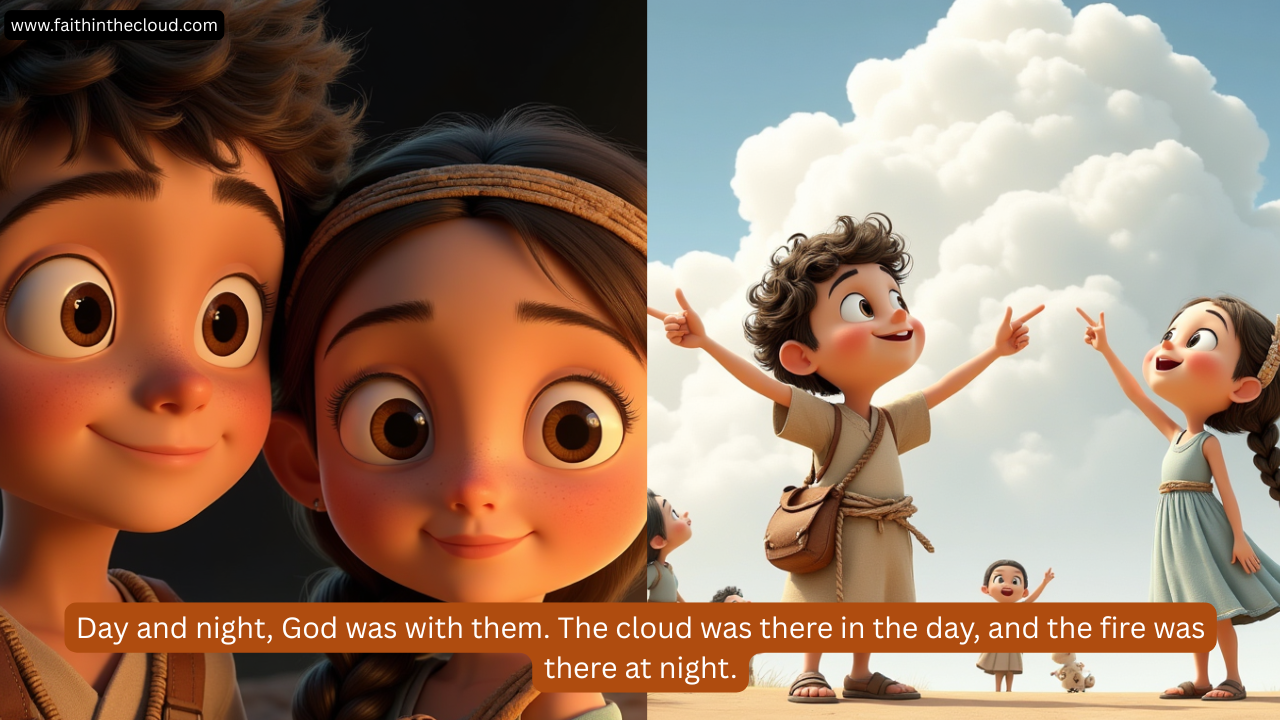 www.faithinthecloud.com
Day and night, God was with them. The cloud was there in the day, and the fire was
there at night.